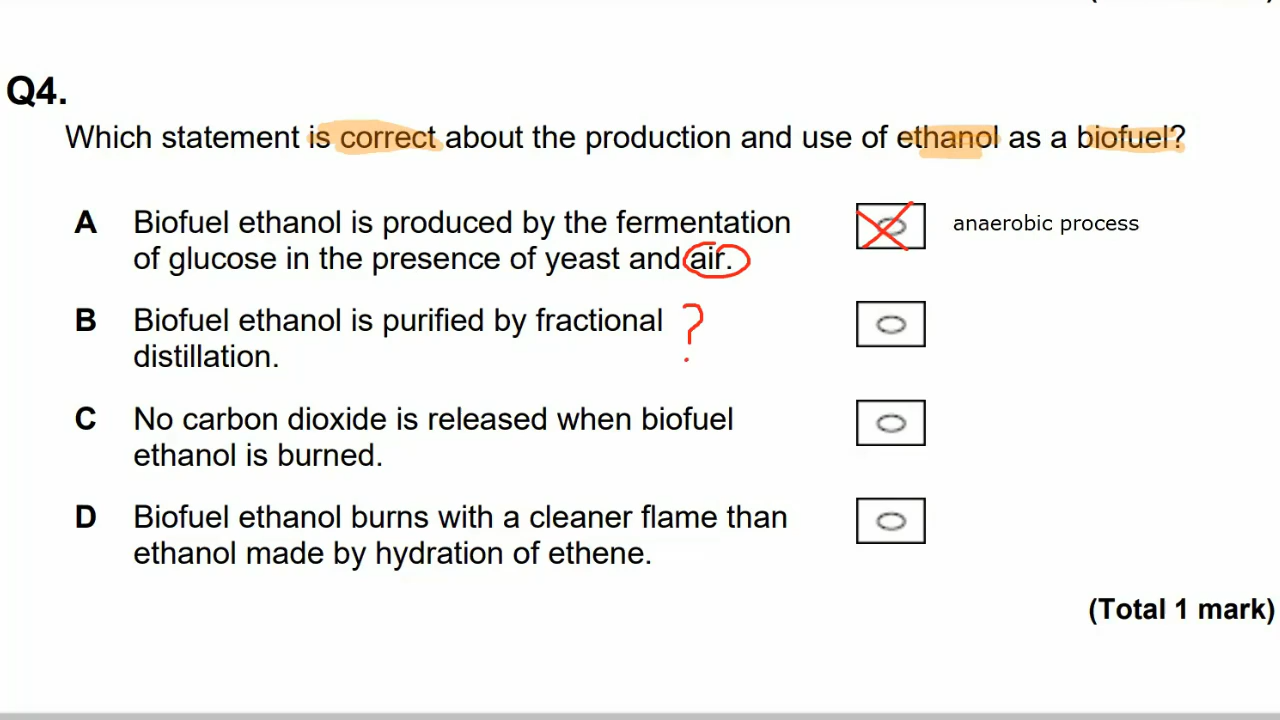 Q4.
Which statement is correct about the production and use of ethanol as a biofuel?
A Biofuel ethanol is produced by the fermentation
of glucose in the presence of yeast and air.
anaerobic process
B Biofuel ethanol is purified by fractional ?
distillation.
C No carbon dioxide is released when biofuel
ethanol is burned.
D Biofuel ethanol burns with a cleaner flame than
ethanol made by hydration of ethene.
(Total 1 mark)